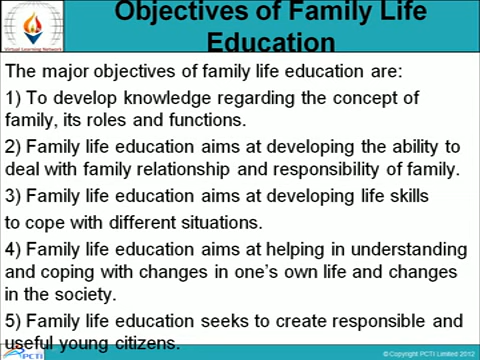 Objectives of Family Life
Education
Virtual Learning Network
The major objectives of family life education are:
1) To develop knowledge regarding the concept of
family, its roles and functions.
2) Family life education aims at developing the ability to
deal with family relationship and responsibility of family.
3) Family life education aims at developing life skills
to cope with different situations.
4) Family life education aims at helping in understanding
and coping with changes in one's own life and changes
in the society.
5) Family life education seeks to create responsible and
useful young citizens.
PCTI
© Copyright PCTI Limited 2012